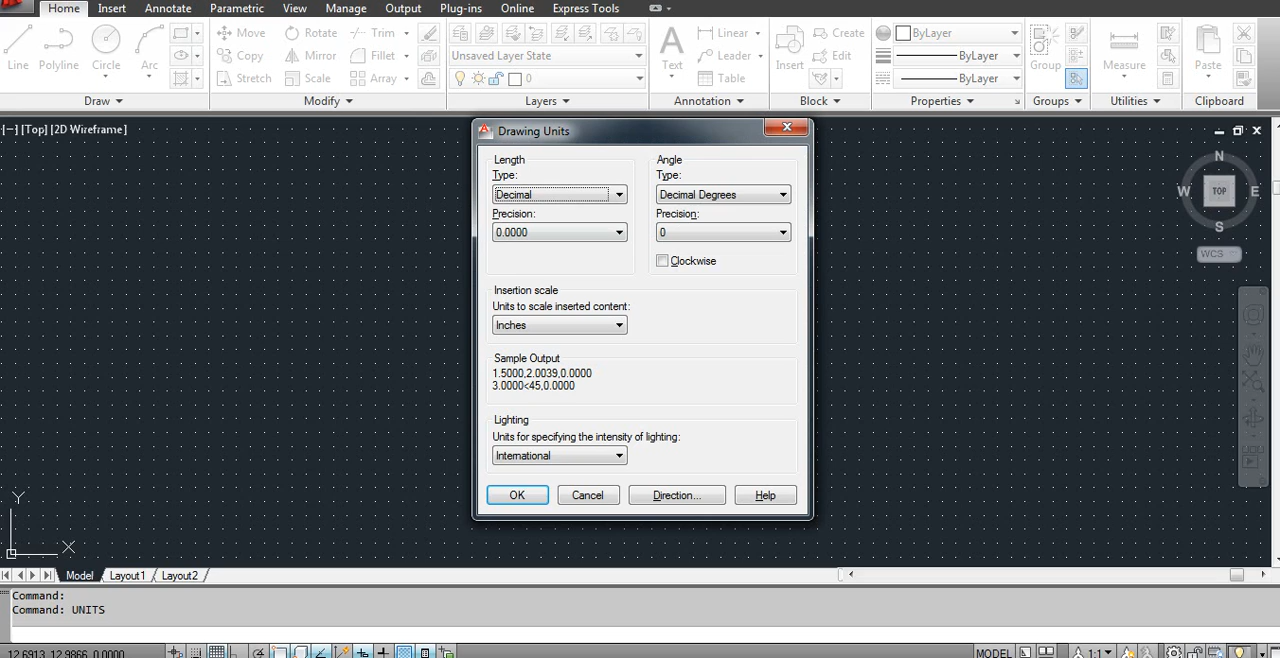 Home Insert Annotate Parametric View Manage Output Plug-ins Online Express Tools
Move Rotate Trim Unsaved Layer State Linear Create ByLayer
Line Polyline Circle Arc Copy Mirror Fillet Text Leader Insert Edit ByLayer Group Measure Paste
Stretch Scale Array 0 Table ByLayer
Draw Modify Layers Annotation Block Properties Groups Utilities Clipboard
[−] [Top] [2D Wireframe]
Drawing Units
Length Angle
Type: Type:
Decimal Decimal Degrees
Precision: Precision:
0.0000 0
Clockwise
Insertion scale
Units to scale inserted content:
Inches
Sample Output
1.5000,2.0039,0.0000
3.0000<45,0.0000
Lighting
Units for specifying the intensity of lighting:
International
OK Cancel Direction... Help
N
W TOP E
S
WCS
Y
X
Model Layout1 Layout2
Command:
Command: UNITS
12.6913, 12.9866, 0.0000 MODEL 1:1